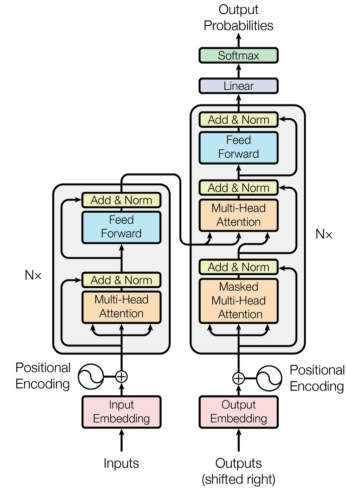 Output
Probabilities
Softmax
Linear
Add & Norm
Feed
Forward
Add & Norm
Multi-Head
Attention
Add & Norm
Masked
Multi-Head
Attention
N×
Add & Norm
Feed
Forward
Add & Norm
Multi-Head
Attention
N×
Positional
Encoding
Positional
Encoding
Input
Embedding
Output
Embedding
Inputs
Outputs
(shifted right)